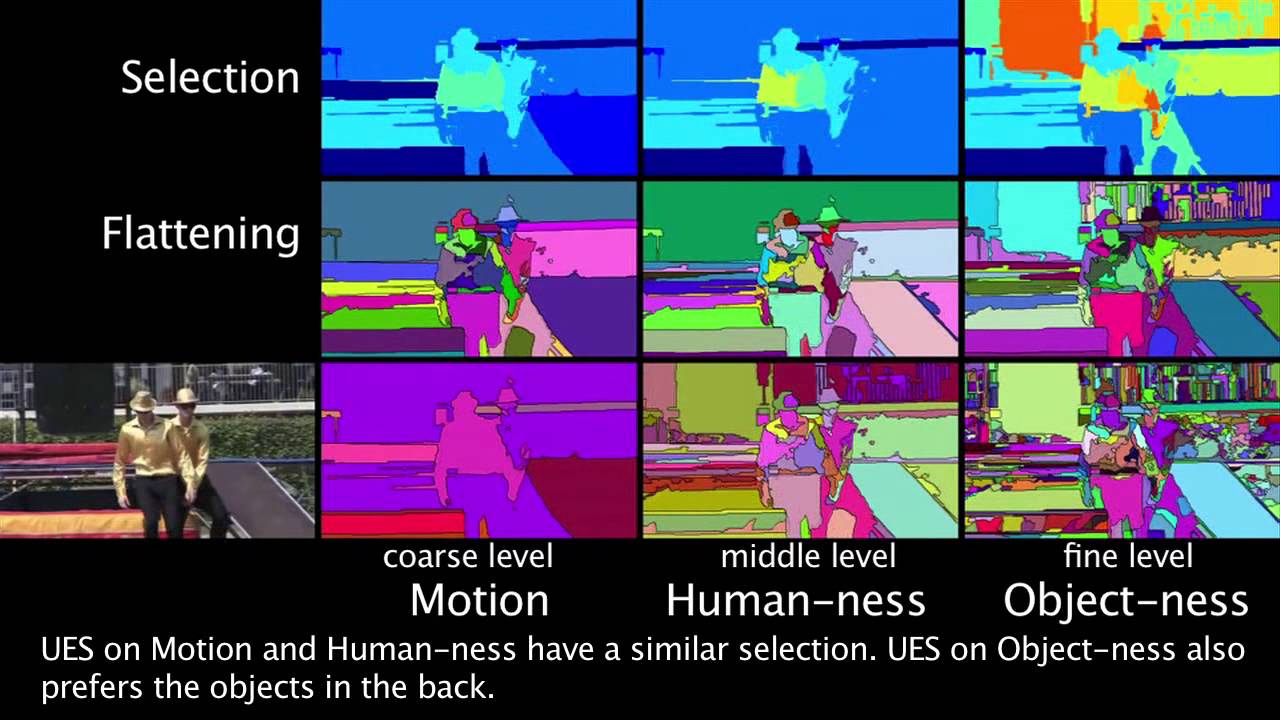 Selection
Flattening
coarse level
middle level
fine level
Motion
Human-ness
Object-ness
UES on Motion and Human-ness have a similar selection. UES on Object-ness also
prefers the objects in the back.